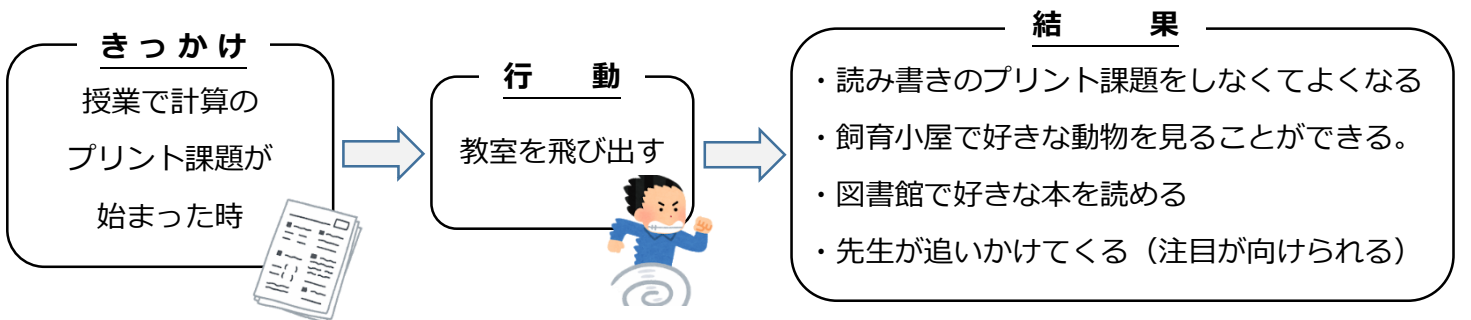 きっかけ
授業で計算の
プリント課題が
始まった時
行　動
教室を飛び出す
結　果
・読み書きのプリント課題をしなくてよくなる
・飼育小屋で好きな動物を見ることができる。
・図書館で好きな本を読める
・先生が追いかけてくる（注目が向けられる）